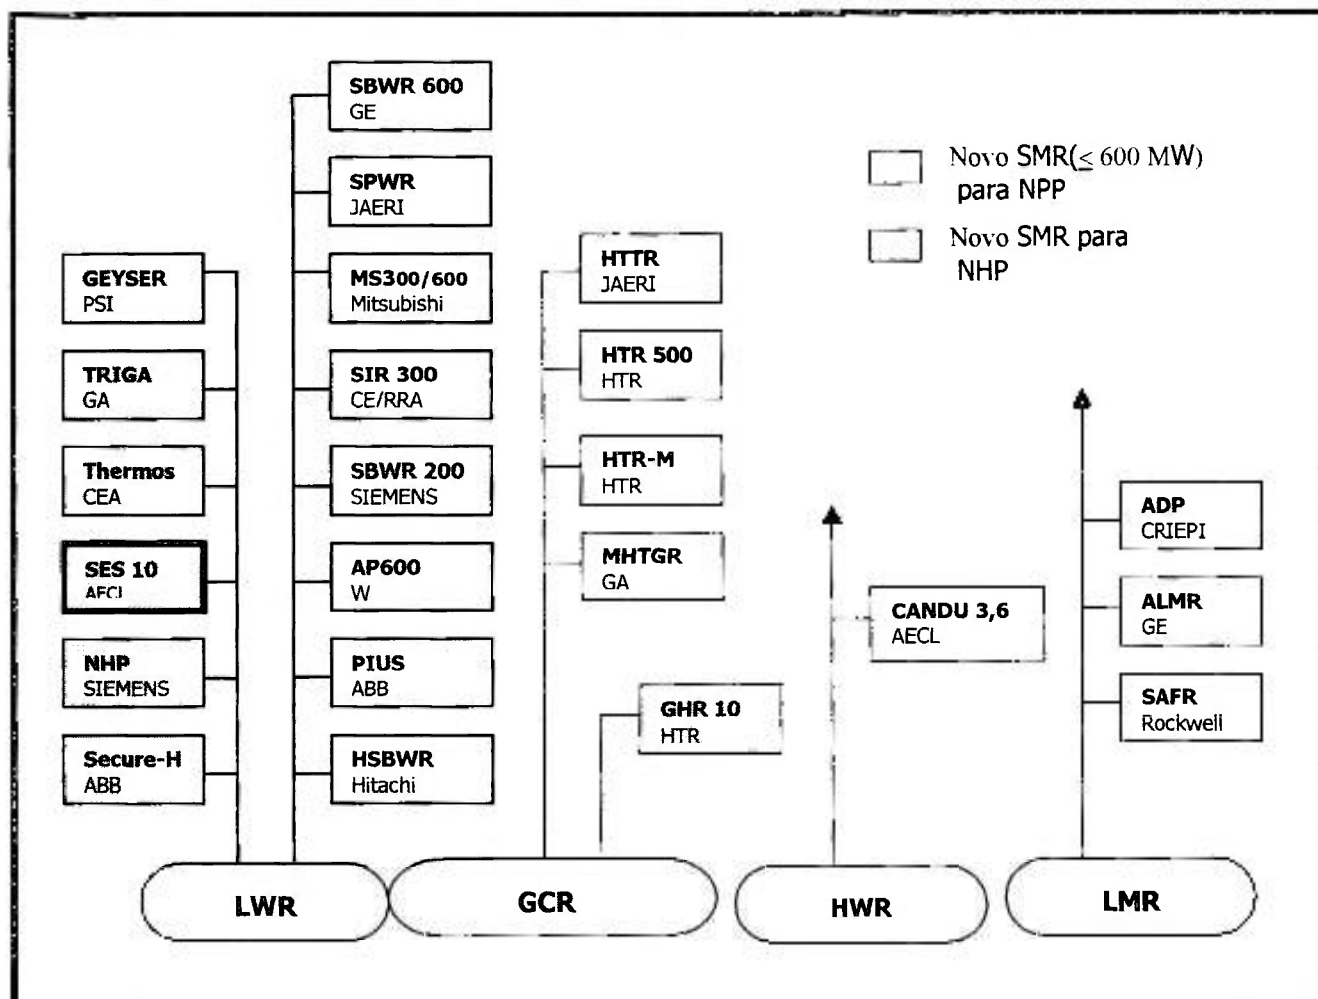 SBWR 600
GE
SPWR
JAERI
MS300/600
Mitsubishi
SIR 300
CE/RRA
SBWR 200
SIEMENS
AP600
W
PIUS
ABB
HSBWR
Hitachi
GEYSER
PSI
TRIGA
GA
Thermos
CEA
SES 10
AECL
NHP
SIEMENS
Secure-H
ABB
HTTR
JAERI
HTR 500
HTR
HTR-M
HTR
MHTGR
GA
GHR 10
HTR
Novo SMR(≤ 600 MW)
para NPP
Novo SMR para
NHP
CANDU 3,6
AECL
ADP
CRIEPI
ALMR
GE
SAFR
Rockwell
LWR
GCR
HWR
LMR